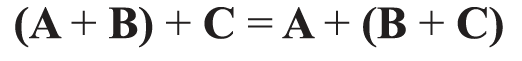 (A + B) + C = A + (B + C)